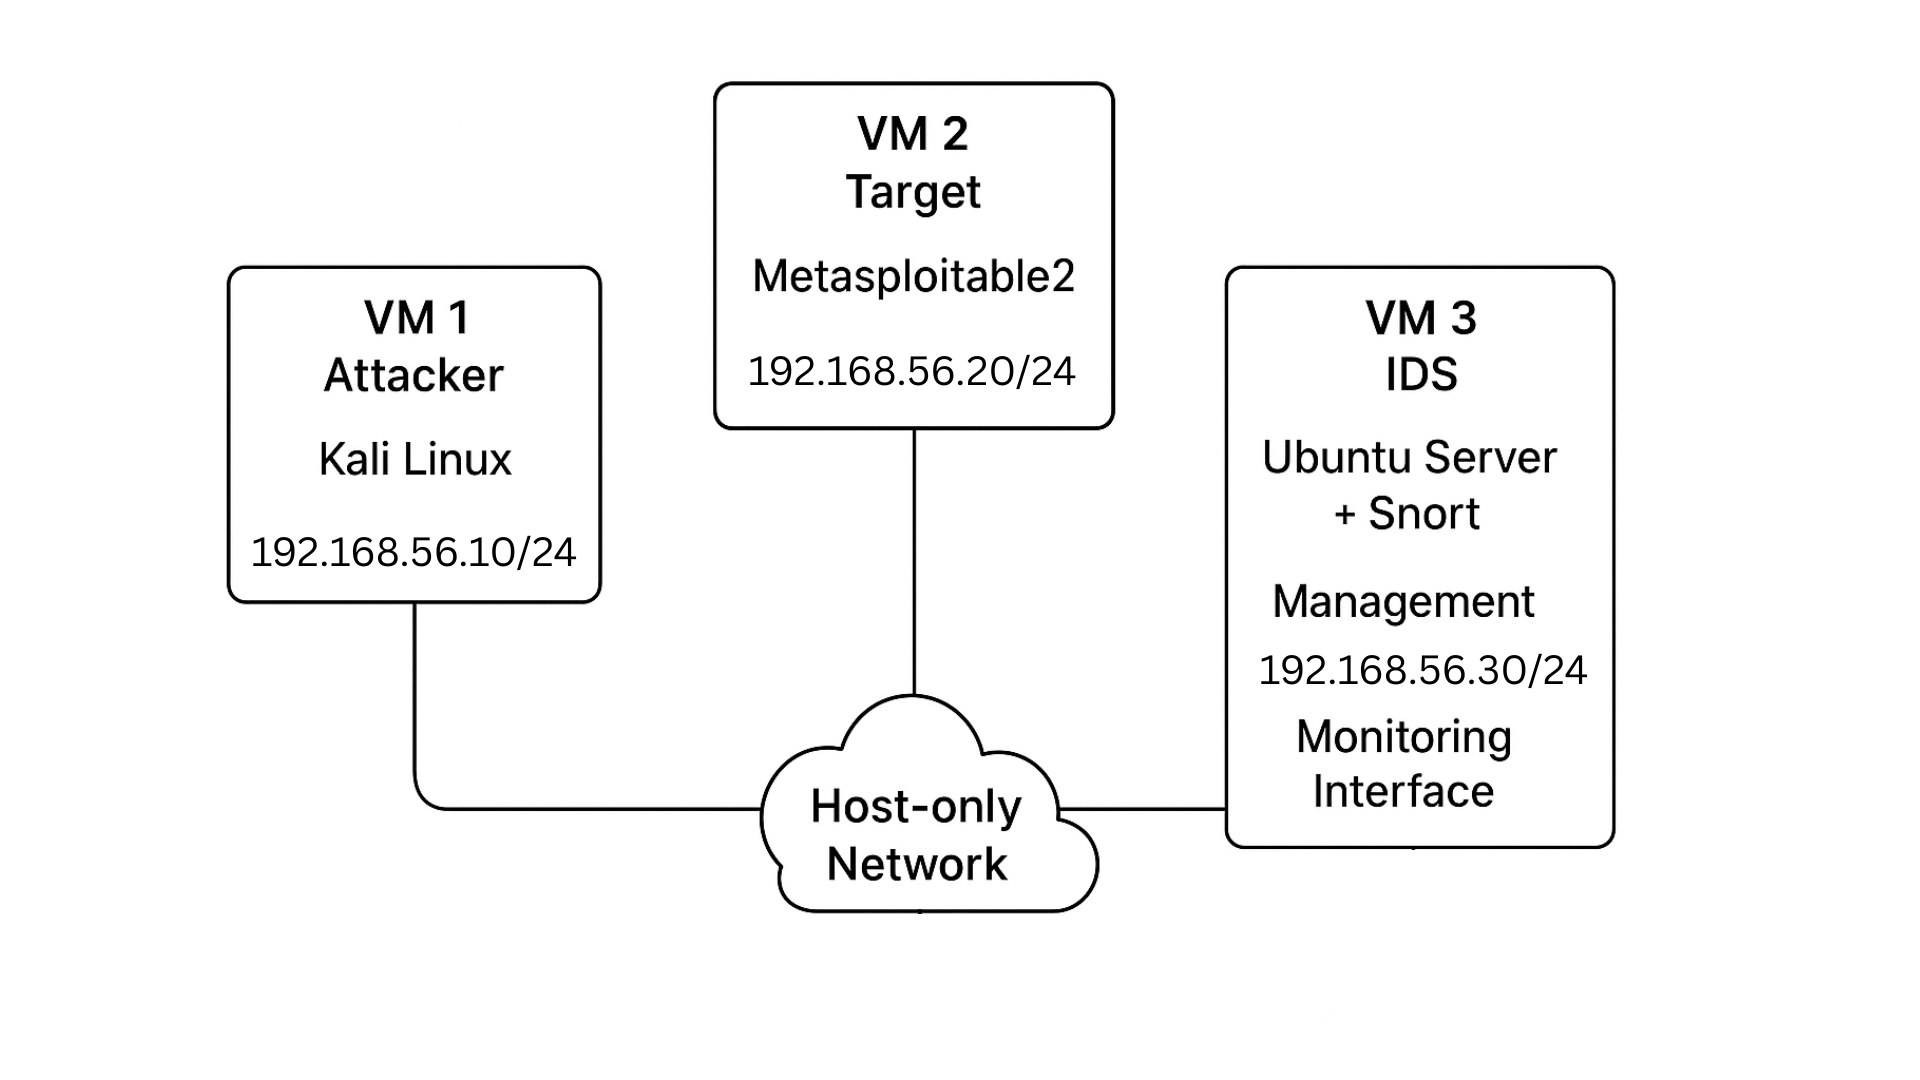 VM 1
Attacker
Kali Linux
192.168.56.10/24
VM 2
Target
Metasploitable2
192.168.56.20/24
VM 3
IDS
Ubuntu Server
+ Snort
Management
192.168.56.30/24
Monitoring
Interface
Host-only
Network